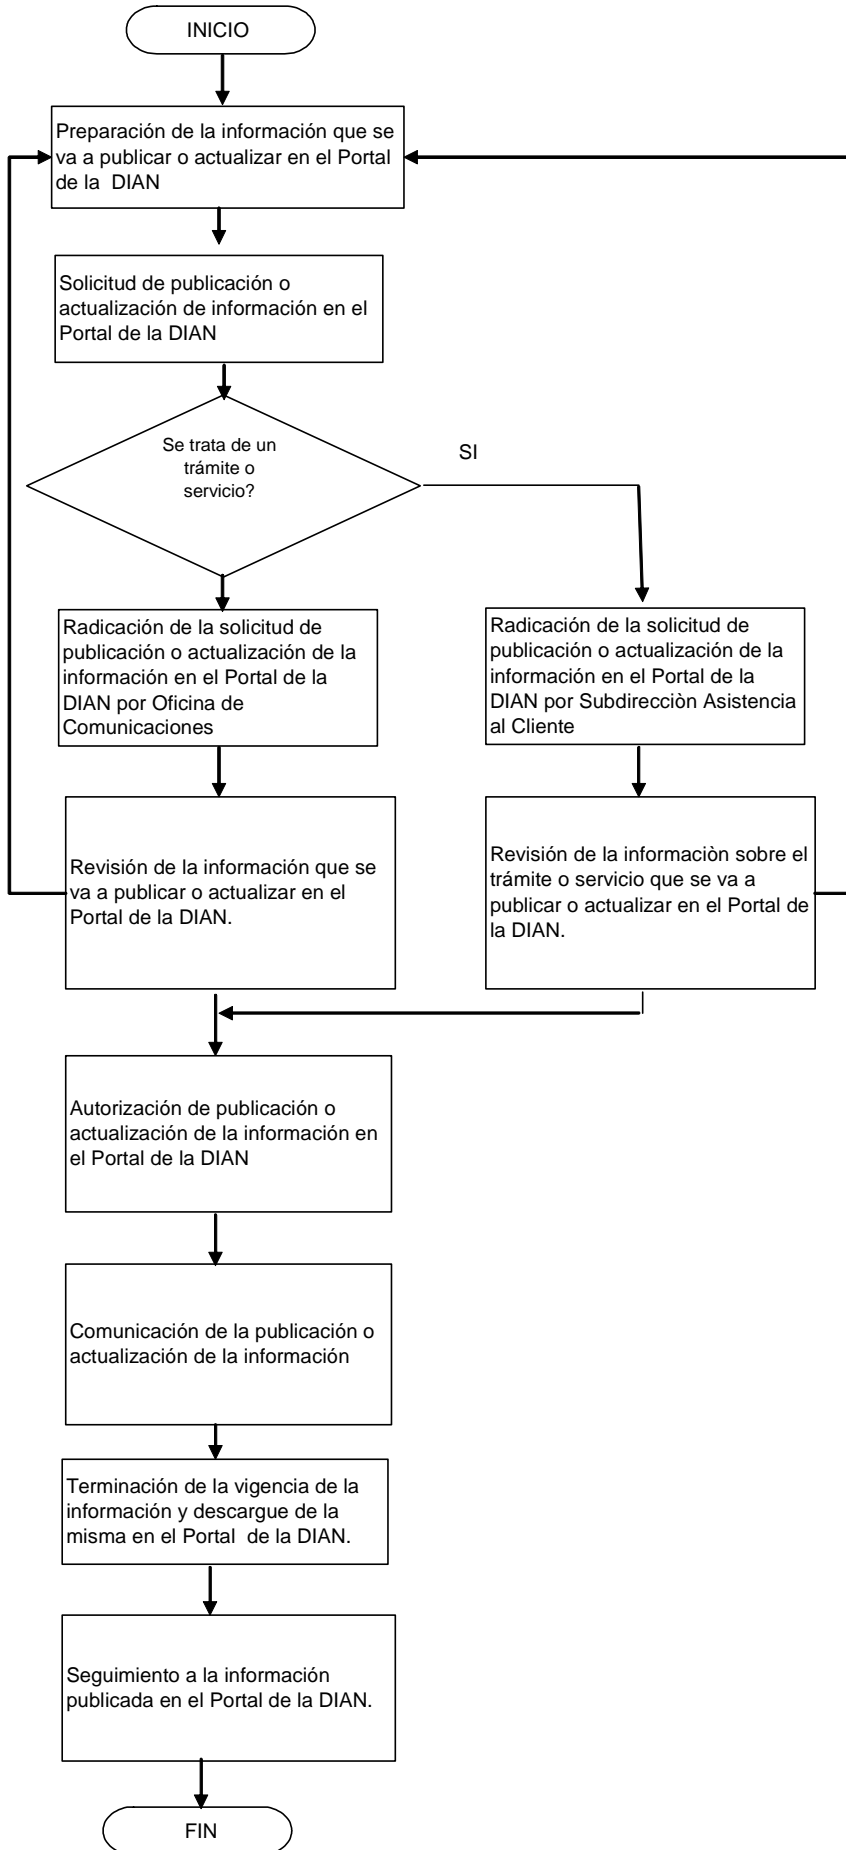 INICIO
Preparación de la información que se
va a publicar o actualizar en el Portal
de la DIAN
Solicitud de publicación o
actualización de información en el
Portal de la DIAN
Se trata de un
trámite o
servicio?
SI
Radicación de la solicitud de
publicación o actualización de la
información en el Portal de la
DIAN por Oficina de
Comunicaciones
Radicación de la solicitud de
publicación o actualización de la
información en el Portal de la
DIAN por Subdirecciòn Asistencia
al Cliente
Revisión de la información que se
va a publicar o actualizar en el
Portal de la DIAN.
Revisión de la informaciòn sobre el
trámite o servicio que se va a
publicar o actualizar en el Portal de
la DIAN.
Autorización de publicación o
actualización de la información en
el Portal de la DIAN
Comunicación de la publicación o
actualización de la información
Terminación de la vigencia de la
información y descargue de la
misma en el Portal de la DIAN.
Seguimiento a la información
publicada en el Portal de la DIAN.
FIN